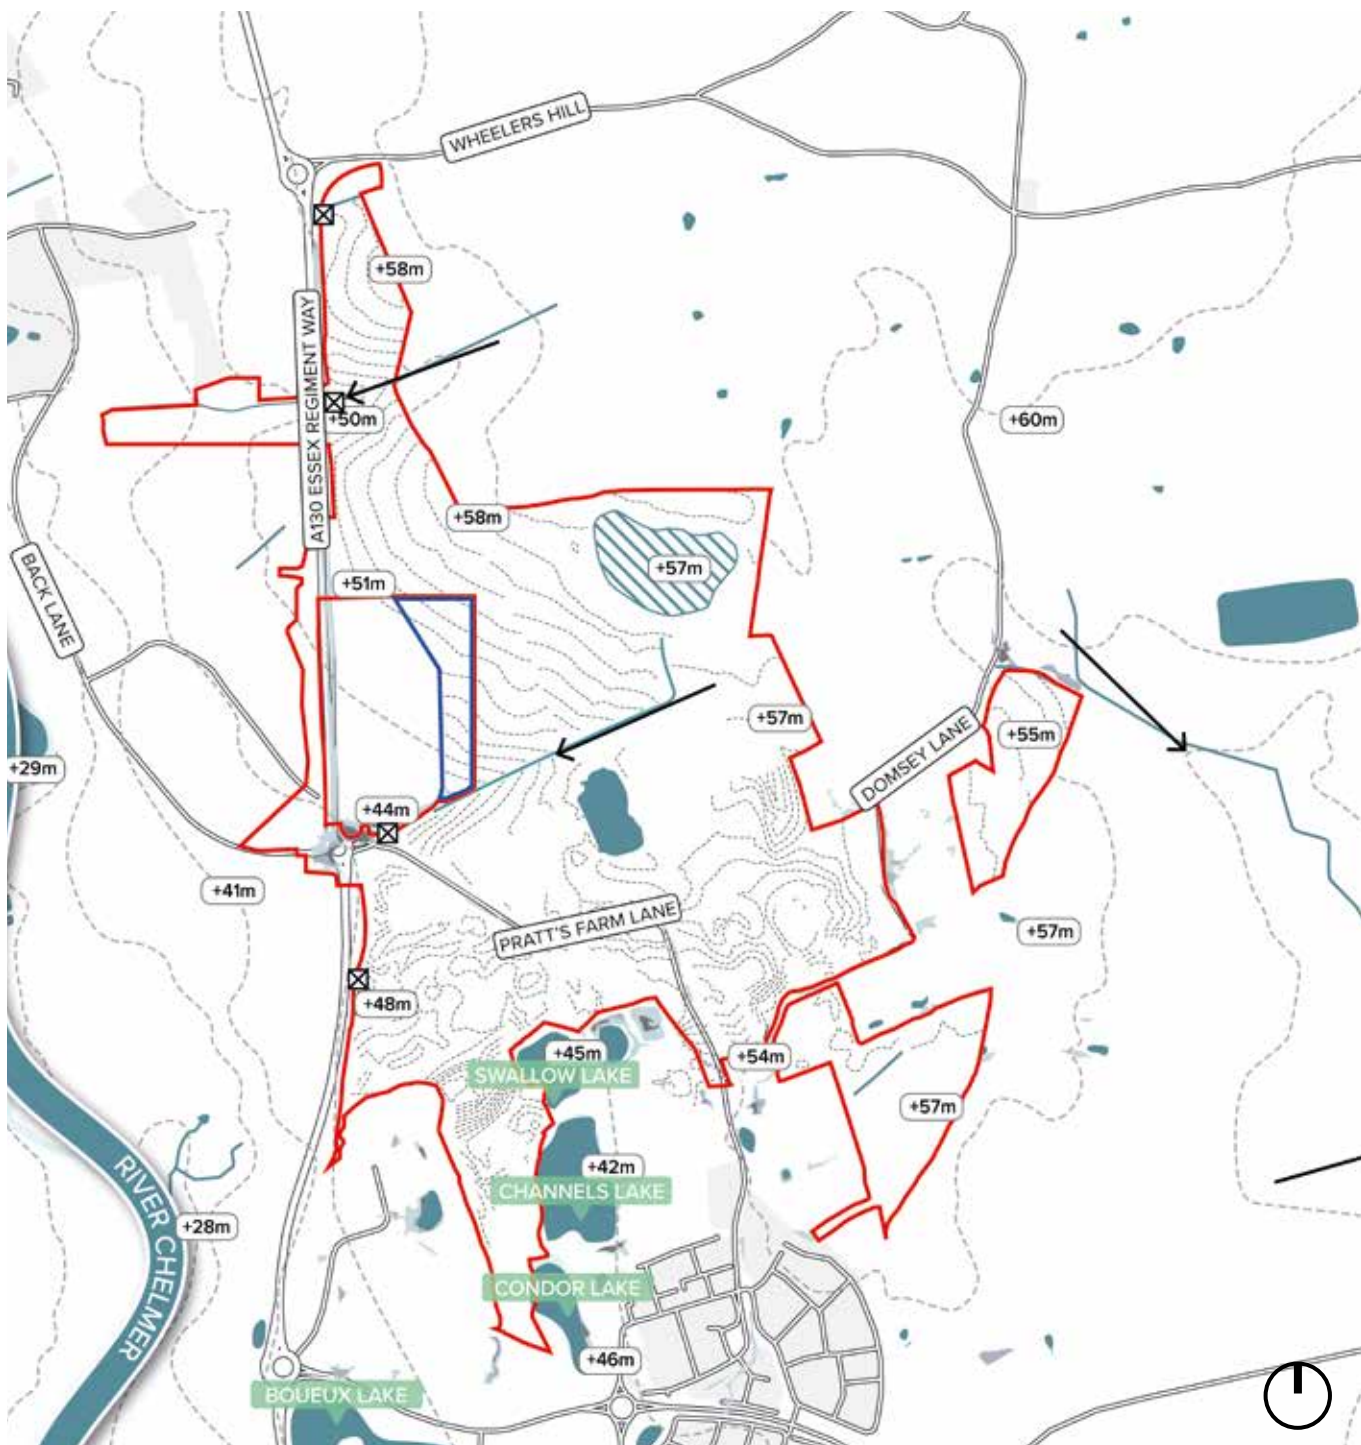 WHEELERS HILL
+58m
A130 ESSEX REGIMENT WAY
+50m
+60m
+58m
+57m
+51m
BACK LANE
+57m
+55m
DOMSEY LANE
+29m
+44m
+41m
PRATT'S FARM LANE
+57m
+48m
+45m
+54m
SWALLOW LAKE
+57m
+42m
CHANNELS LAKE
RIVER CHELMER
+28m
CONDOR LAKE
+46m
BOUEUX LAKE